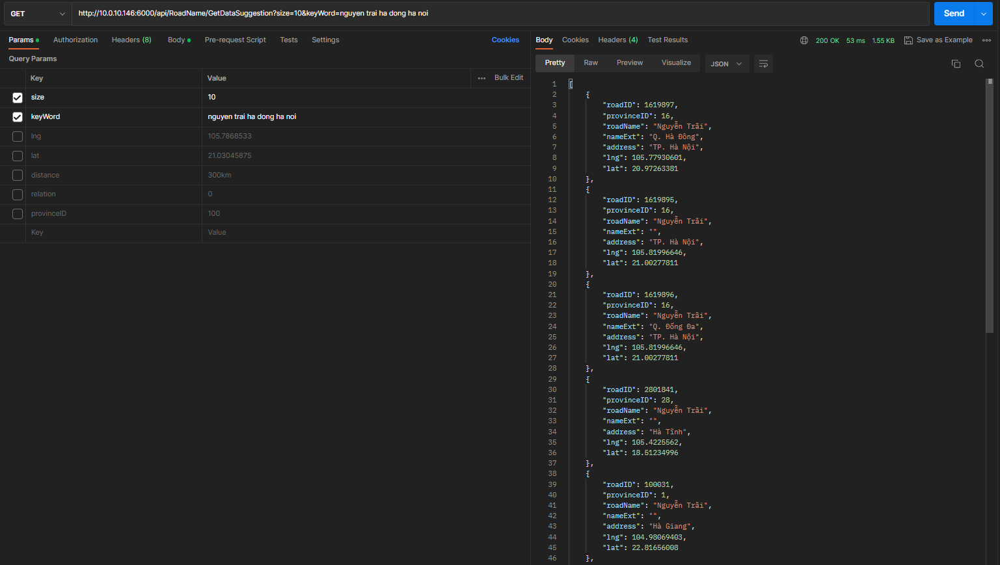 GET http://10.0.10.146:6000/api/RoadName/GetDataSuggestion?size=10&keyWord=nguyen trai ha dong ha noi Send
Params Authorization Headers (8) Body Pre-request Script Tests Settings Cookies
Query Params
Key Value Bulk Edit
size 10
keyWord nguyen trai ha dong ha noi
lng 105.7868533
lat 21.03045875
distance 300km
relation 0
provinceID 100
Key Value
Body Cookies Headers (4) Test Results 200 OK 53 ms 1.55 KB Save as Example
Pretty Raw Preview Visualize JSON
1 [
2 {
3 "roadID": 1619897,
4 "provinceID": 16,
5 "roadName": "Nguyễn Trãi",
6 "nameExt": "Q. Hà Đông",
7 "address": "TP. Hà Nội",
8 "lng": 105.77930601,
9 "lat": 20.97263381
10 },
11 {
12 "roadID": 1619895,
13 "provinceID": 16,
14 "roadName": "Nguyễn Trãi",
15 "nameExt": "",
16 "address": "TP. Hà Nội",
17 "lng": 105.81996646,
18 "lat": 21.00277811
19 },
20 {
21 "roadID": 1619896,
22 "provinceID": 16,
23 "roadName": "Nguyễn Trãi",
24 "nameExt": "Q. Đống Đa",
25 "address": "TP. Hà Nội",
26 "lng": 105.81996646,
27 "lat": 21.00277811
28 },
29 {
30 "roadID": 2801841,
31 "provinceID": 28,
32 "roadName": "Nguyễn Trãi",
33 "nameExt": "",
34 "address": "Hà Tĩnh",
35 "lng": 105.4225562,
36 "lat": 18.51234996
37 },
38 {
39 "roadID": 100031,
40 "provinceID": 1,
41 "roadName": "Nguyễn Trãi",
42 "nameExt": "",
43 "address": "Hà Giang",
44 "lng": 104.98069403,
45 "lat": 22.81656008
46 },